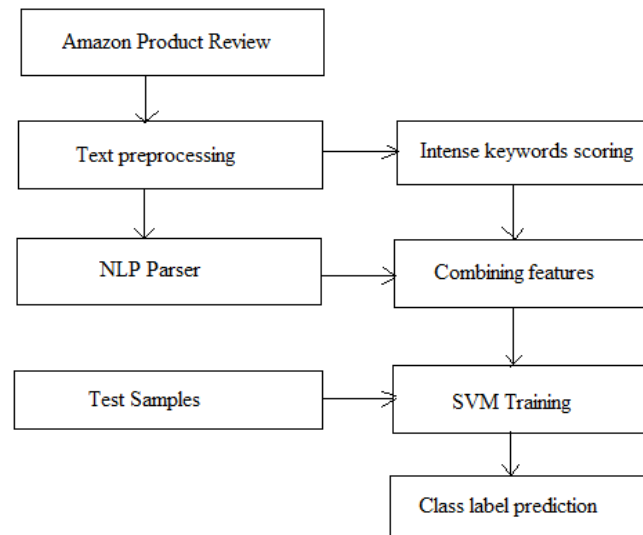 Amazon Product Review
Text preprocessing
Intense keywords scoring
NLP Parser
Combining features
Test Samples
SVM Training
Class label prediction